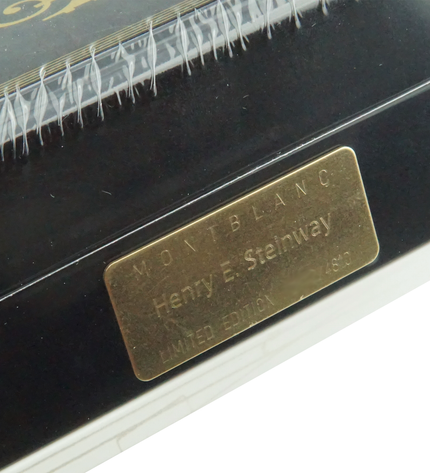 MONTBLANC
Henry E. Steinway
LIMITED EDITION